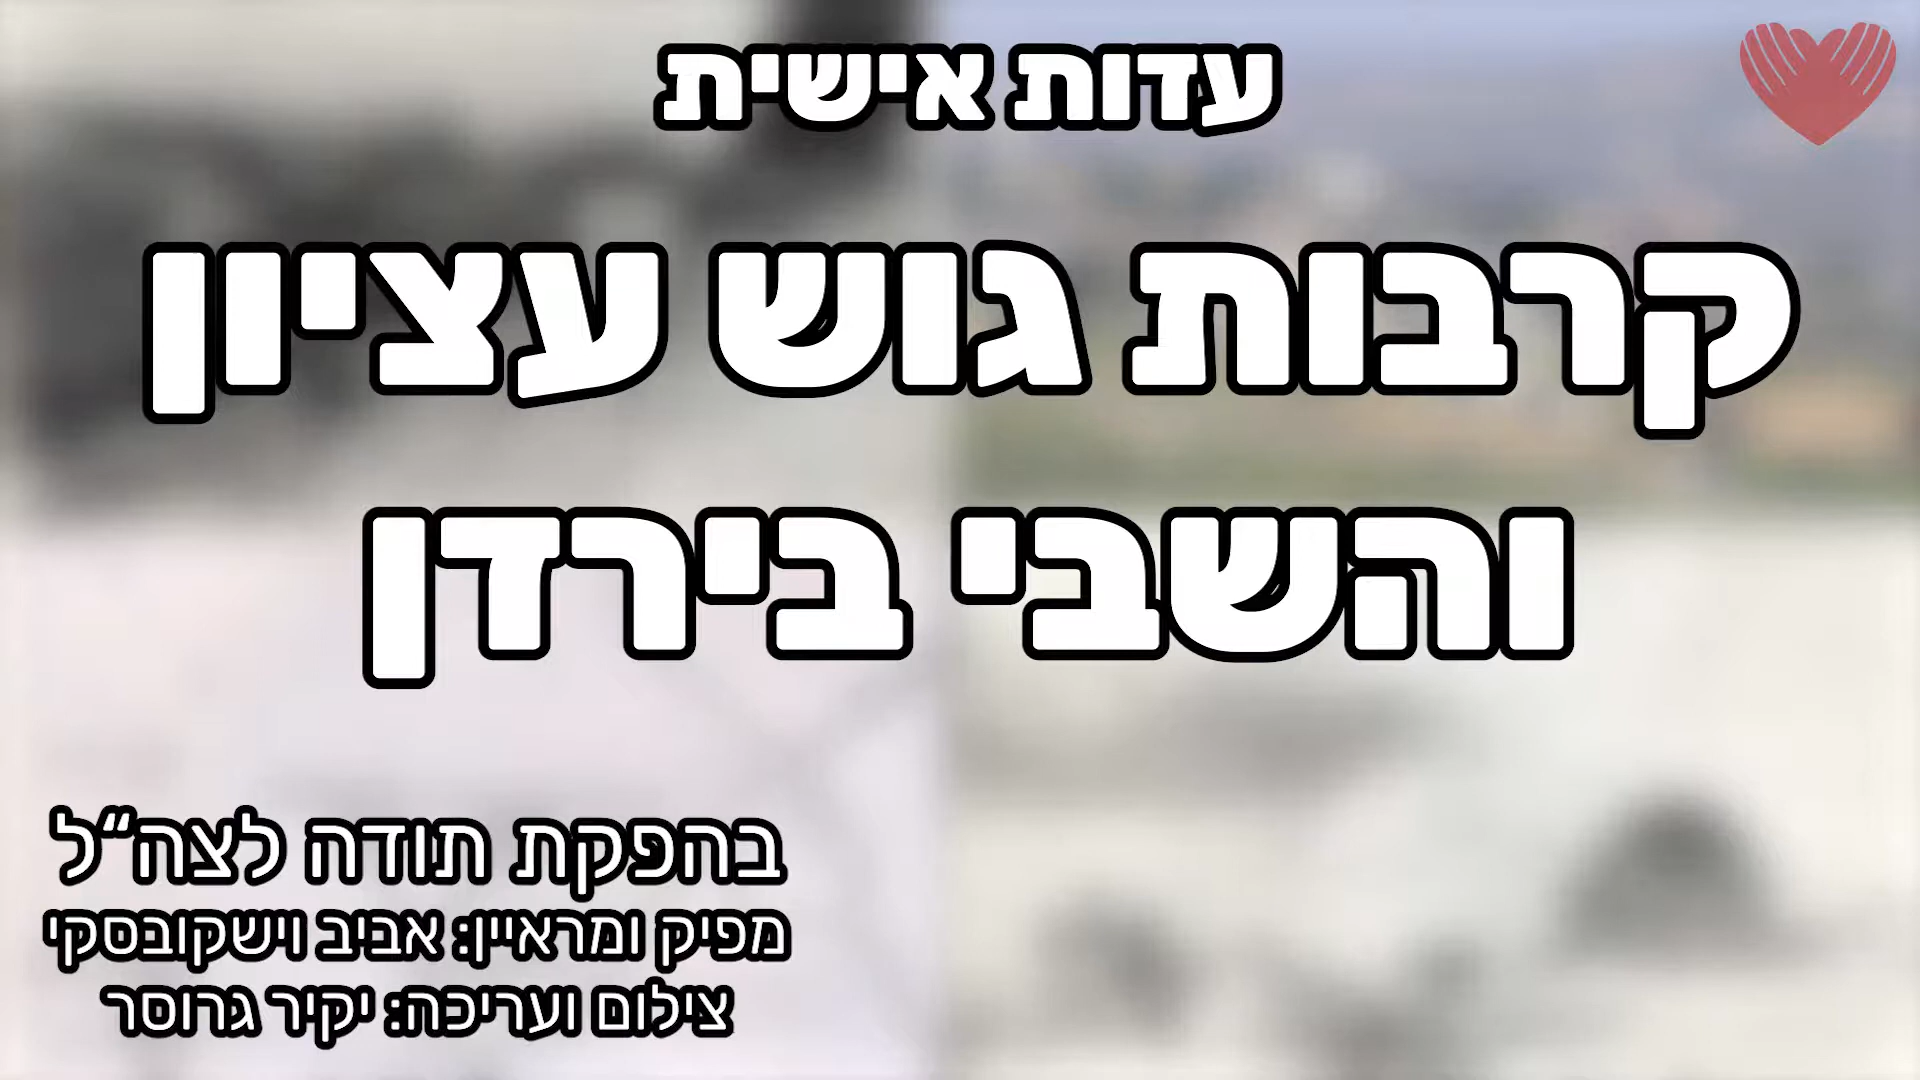 עדות אישית
קרבות גוש עציון
והשבי בירדן
בהפקת תודה לצה“ל
מפיק ומראיין: אביב וישקובסקי
צילום ועריכה: יקיר גרוסר